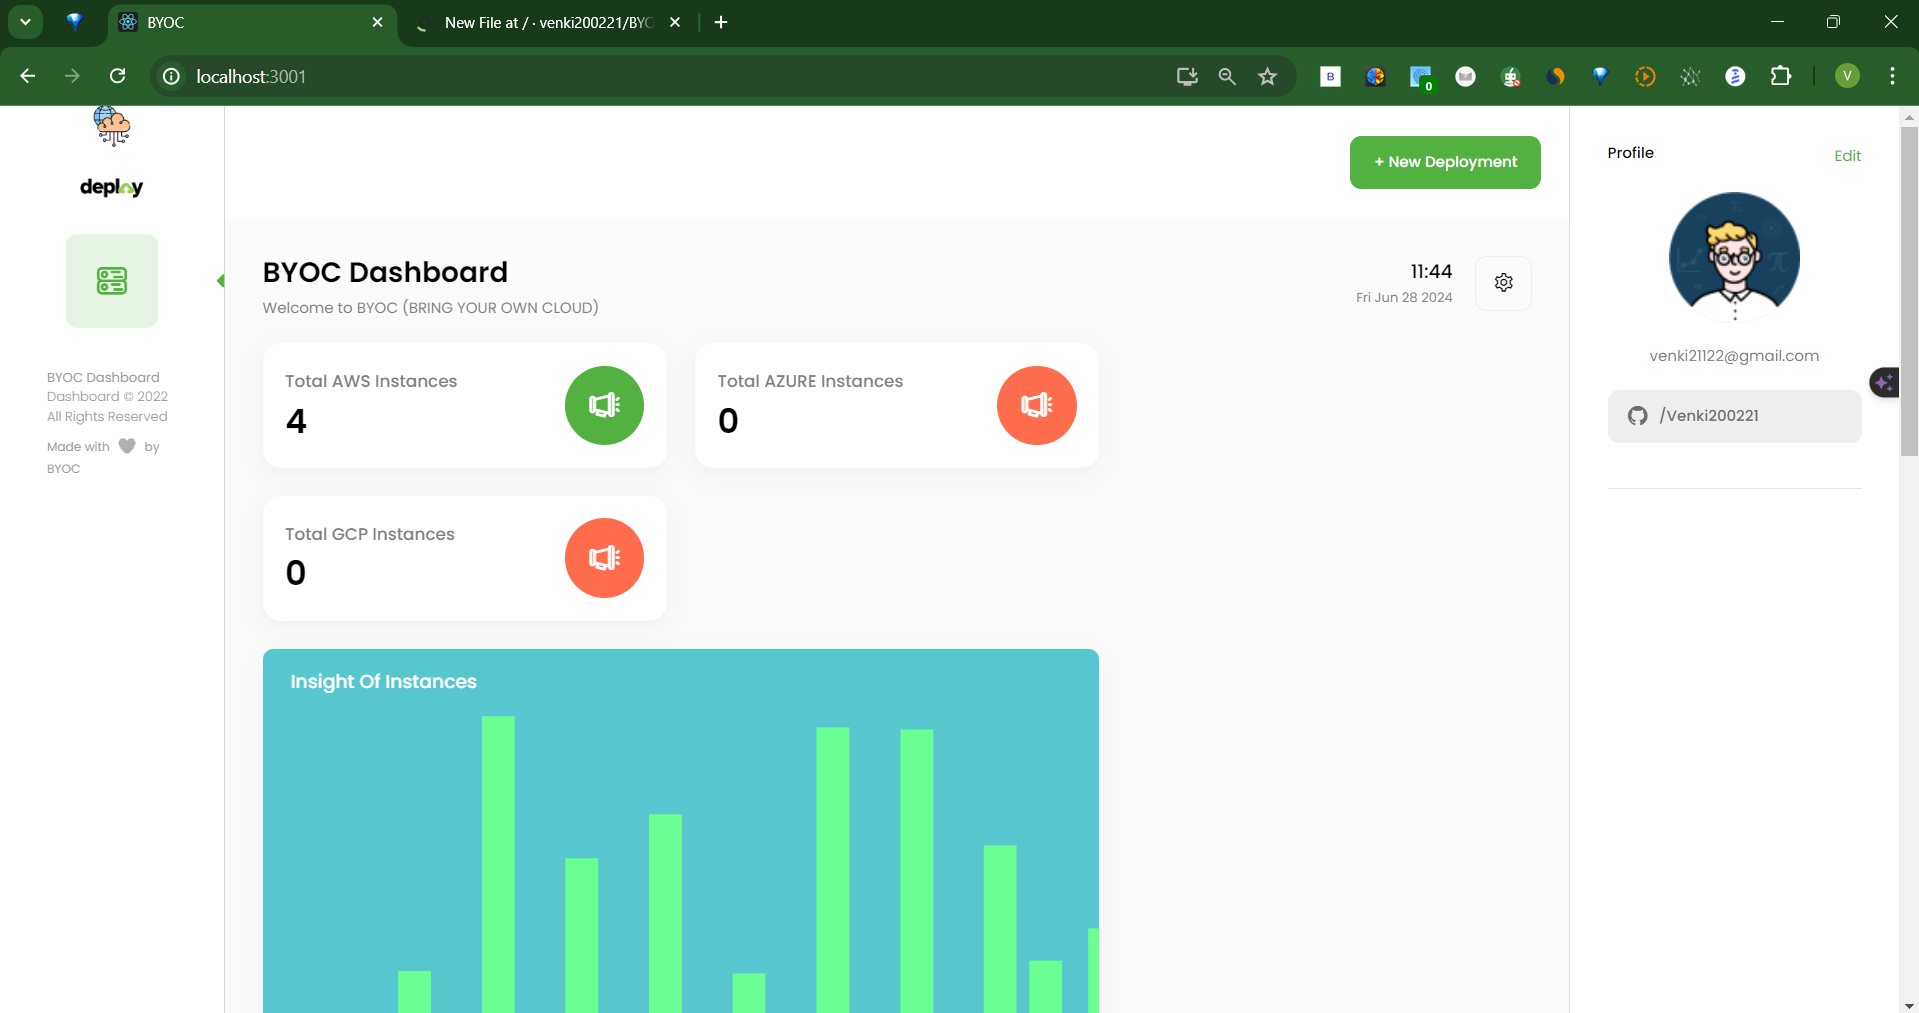 BYOC
New File at / · venki200221/BYO
localhost:3001
B
0
V
deploy
BYOC Dashboard
Dashboard © 2022
All Rights Reserved
Made with by
BYOC
+ New Deployment
BYOC Dashboard
Welcome to BYOC (BRING YOUR OWN CLOUD)
11:44
Fri Jun 28 2024
Total AWS Instances
4
Total AZURE Instances
0
Total GCP Instances
0
Insight Of Instances
Profile
Edit
venki21122@gmail.com
/Venki200221